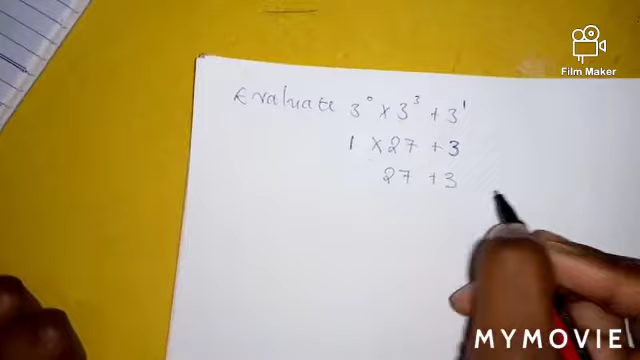 Film Maker
Evaluate 3⁰ x 3³ + 3¹
1 x 27 + 3
27 + 3
MYMOVIE